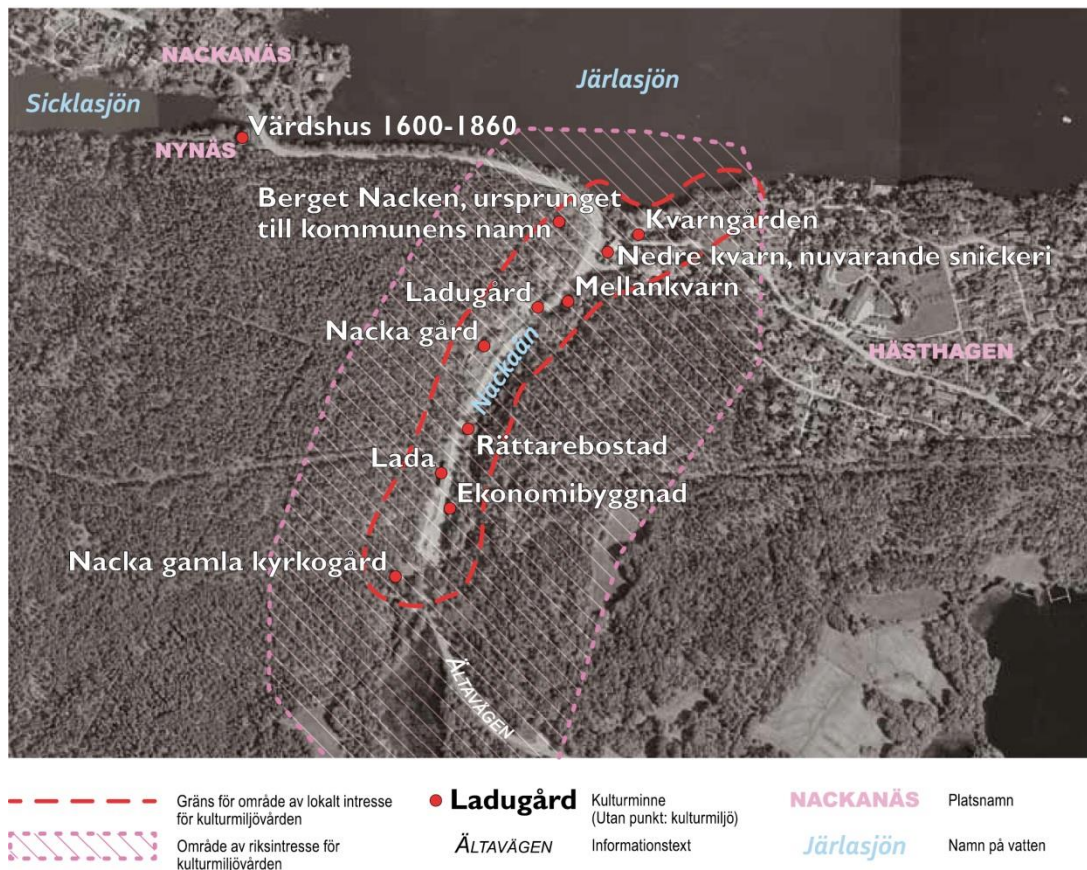 NACKANÄS
Järlasjön
Sicklasjön
Värdshus 1600-1860
NYNÄS
Berget Nacken, ursprunget
till kommunens namn
Kvarngården
Nedre kvarn, nuvarande snickeri
Ladugård
Mellankvarn
Nacka gård
HÄSTHAGEN
Nackaån
Rättarebostad
Lada
Ekonomibyggnad
Nacka gamla kyrkogård
ÄLTAVÄGEN
Gräns för område av lokalt intresse
för kulturmiljövården
Område av riksintresse för
kulturmiljövården
Ladugård
Kulturminne
(Utan punkt: kulturmiljö)
ÄLTAVÄGEN
Informationstext
NACKANÄS
Platsnamn
Järlasjön
Namn på vatten